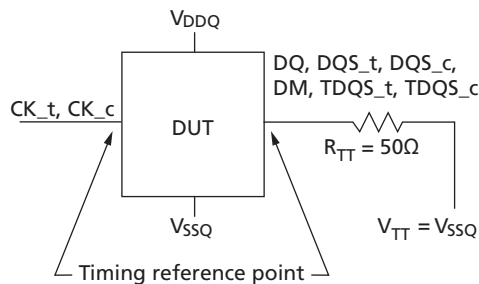 VDDQ
DQ, DQS_t, DQS_c,
DM, TDQS_t, TDQS_c
CK_t, CK_c
DUT
RTT = 50Ω
VSSQ
VTT = VSSQ
Timing reference point